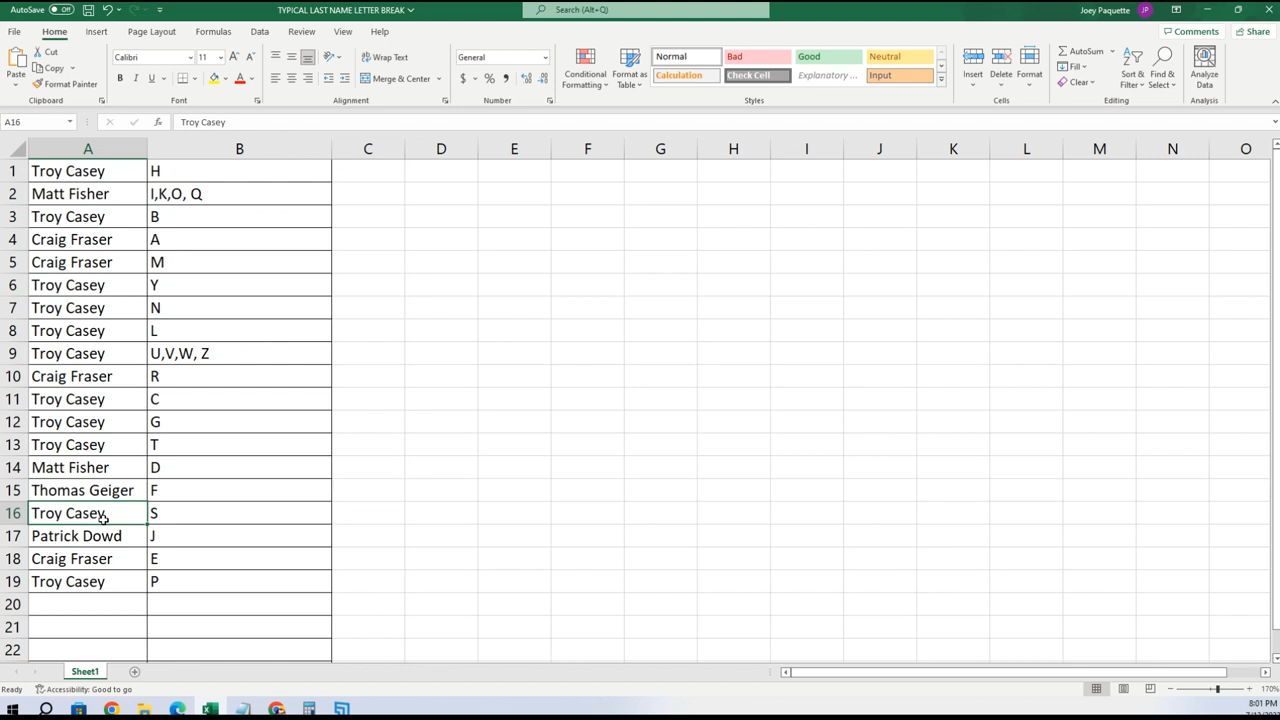 AutoSave Off TYPICAL LAST NAME LETTER BREAK Search (Alt+Q) Joey Paquette JP
File Home Insert Page Layout Formulas Data Review View Help Comments Share
Paste Cut Copy Format Painter Clipboard
Calibri 11 A A B I U A Font
Wrap Text Merge & Center Alignment
General $ % , Number
Conditional Formatting Format as Table
Normal Bad Good Neutral
Calculation Check Cell Explanatory ... Input
Styles
Insert Delete Format Cells
AutoSum Fill Clear Sort & Filter Find & Select Editing
Analyze Data Analysis
A16 fx Troy Casey
A B C D E F G H I J K L M N O
1 Troy Casey H
2 Matt Fisher I,K,O, Q
3 Troy Casey B
4 Craig Fraser A
5 Craig Fraser M
6 Troy Casey Y
7 Troy Casey N
8 Troy Casey L
9 Troy Casey U,V,W, Z
10 Craig Fraser R
11 Troy Casey C
12 Troy Casey G
13 Troy Casey T
14 Matt Fisher D
15 Thomas Geiger F
16 Troy Casey S
17 Patrick Dowd J
18 Craig Fraser E
19 Troy Casey P
20
21
22
Sheet1
Ready Accessibility: Good to go 170%
8:01 PM